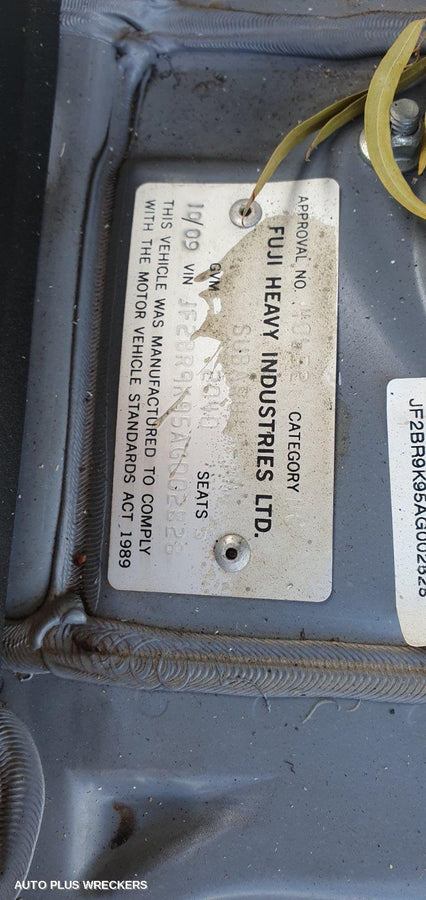 APPROVAL NO. CATEGORY
FUJI HEAVY INDUSTRIES LTD.
SUBARU
GVM SEATS
10/09 VIN JF2BR9K95AG002828
THIS VEHICLE WAS MANUFACTURED TO COMPLY
WITH THE MOTOR VEHICLE STANDARDS ACT 1989
JF2BR9K95AG002828
AUTO PLUS WRECKERS